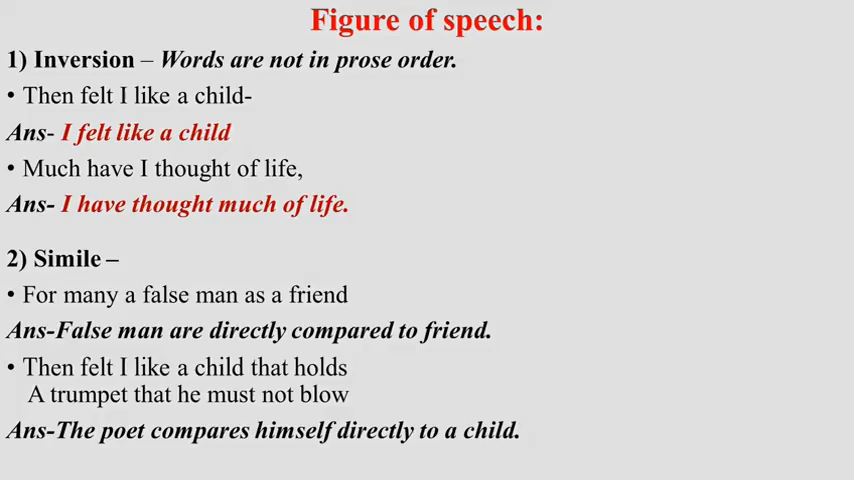 Figure of speech:
1) Inversion – Words are not in prose order.
• Then felt I like a child-
Ans- I felt like a child
• Much have I thought of life,
Ans- I have thought much of life.
2) Simile –
• For many a false man as a friend
Ans-False man are directly compared to friend.
• Then felt I like a child that holds
A trumpet that he must not blow
Ans-The poet compares himself directly to a child.